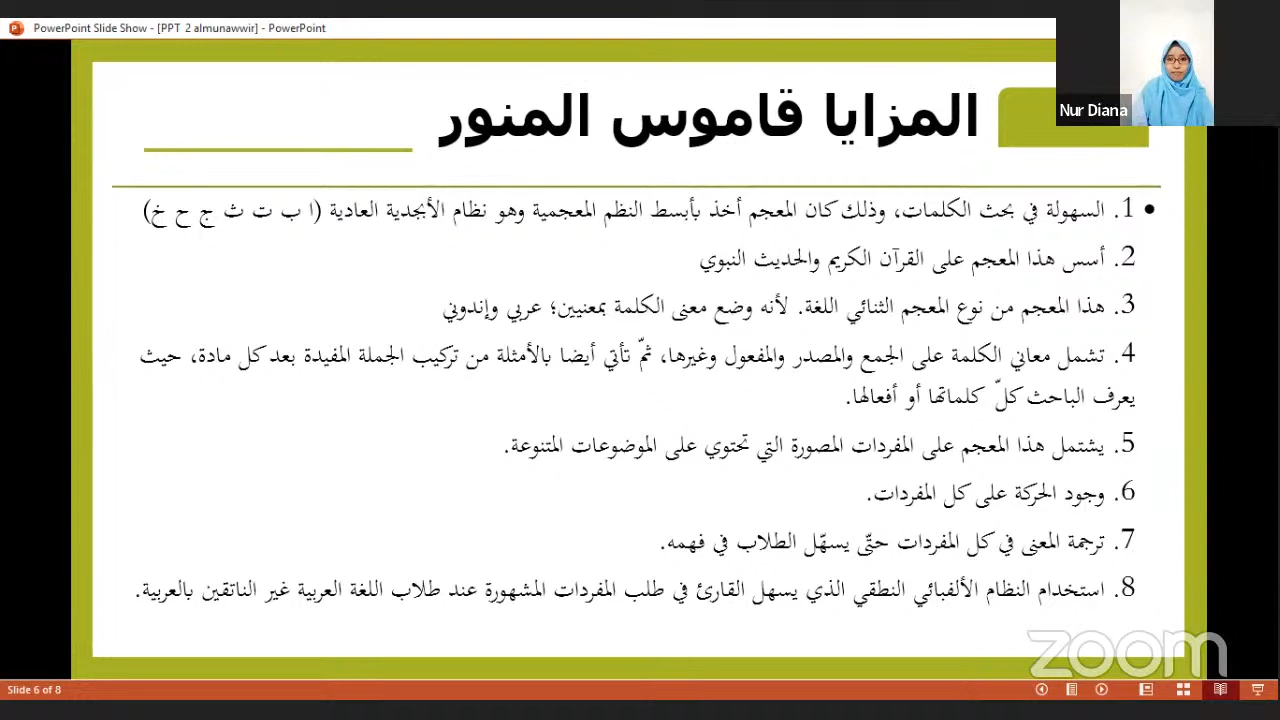 PowerPoint Slide Show - [PPT 2 almunawwir] - PowerPoint
Nur Diana
المزايا قاموس المنور
1. السهولة في بحث الكلمات، وذلك كان المعجم أخذ بأبسط النظم المعجمية وهو نظام الأبجدية العادية (ا ب ت ث ج ح خ)
2. أسس هذا المعجم على القرآن الكريم والحديث النبوي
3. هذا المعجم من نوع المعجم الثنائي اللغة. لأنه وضع معنى الكلمة بمعنيين؛ عربي وإندوني
4. تشمل معاني الكلمة على الجمع والمصدر والمفعول وغيرها، ثمّ تأتي أيضا بالأمثلة من تركيب الجملة المفيدة بعد كل مادة، حيث
يعرف الباحث كلّ كلماتها أو أفعالها.
5. يشتمل هذا المعجم على المفردات المصورة التي تحتوي على الموضوعات المتنوعة.
6. وجود الحركة على كل المفردات.
7. ترجمة المعنى في كل المفردات حتّى يسهّل الطلاب في فهمه.
8. استخدام النظام الألفبائي النطقي الذي يسهل القارئ في طلب المفردات المشهورة عند طلاب اللغة العربية غير الناتقين بالعربية.
zoom
Slide 6 of 8